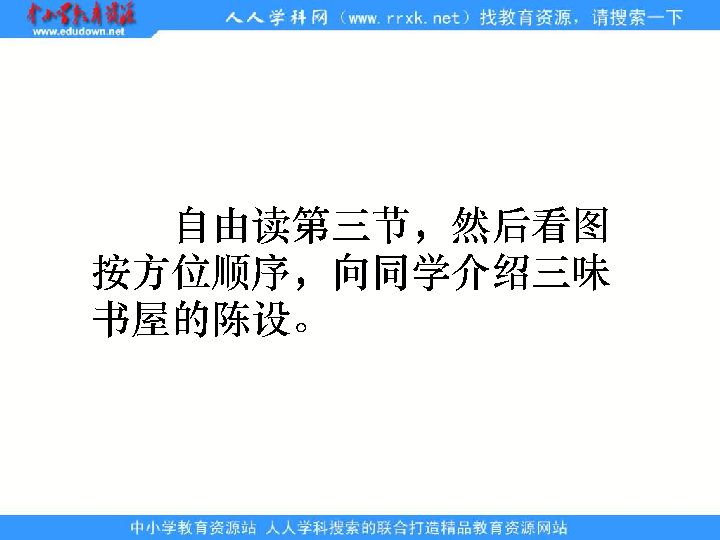 中小学教育资源
www.edudown.net
人人学科网（www.rrxk.net）找教育资源，请搜索一下
自由读第三节，然后看图
按方位顺序，向同学介绍三味
书屋的陈设。
中小学教育资源站 人人学科搜索的联合打造精品教育资源网站